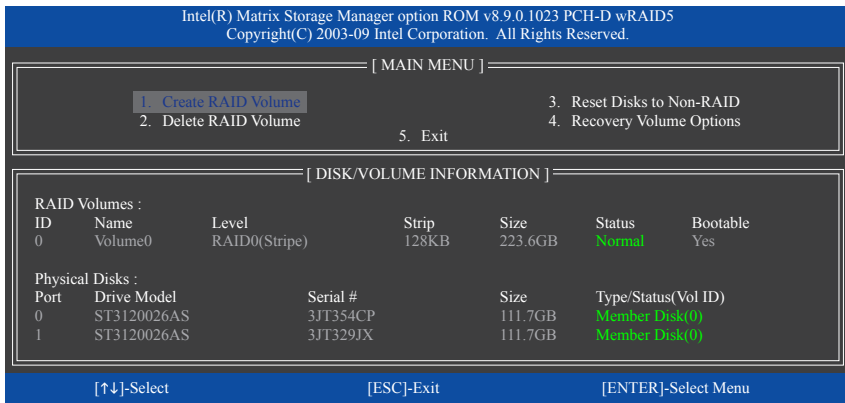 Intel(R) Matrix Storage Manager option ROM v8.9.0.1023 PCH-D wRAID5
Copyright(C) 2003-09 Intel Corporation. All Rights Reserved.
[ MAIN MENU ]
1. Create RAID Volume 3. Reset Disks to Non-RAID
2. Delete RAID Volume 4. Recovery Volume Options
5. Exit
[ DISK/VOLUME INFORMATION ]
RAID Volumes :
ID Name Level Strip Size Status Bootable
0 Volume0 RAID0(Stripe) 128KB 223.6GB Normal Yes
Physical Disks :
Port Drive Model Serial # Size Type/Status(Vol ID)
0 ST3120026AS 3JT354CP 111.7GB Member Disk(0)
1 ST3120026AS 3JT329JX 111.7GB Member Disk(0)
[↑↓]-Select [ESC]-Exit [ENTER]-Select Menu